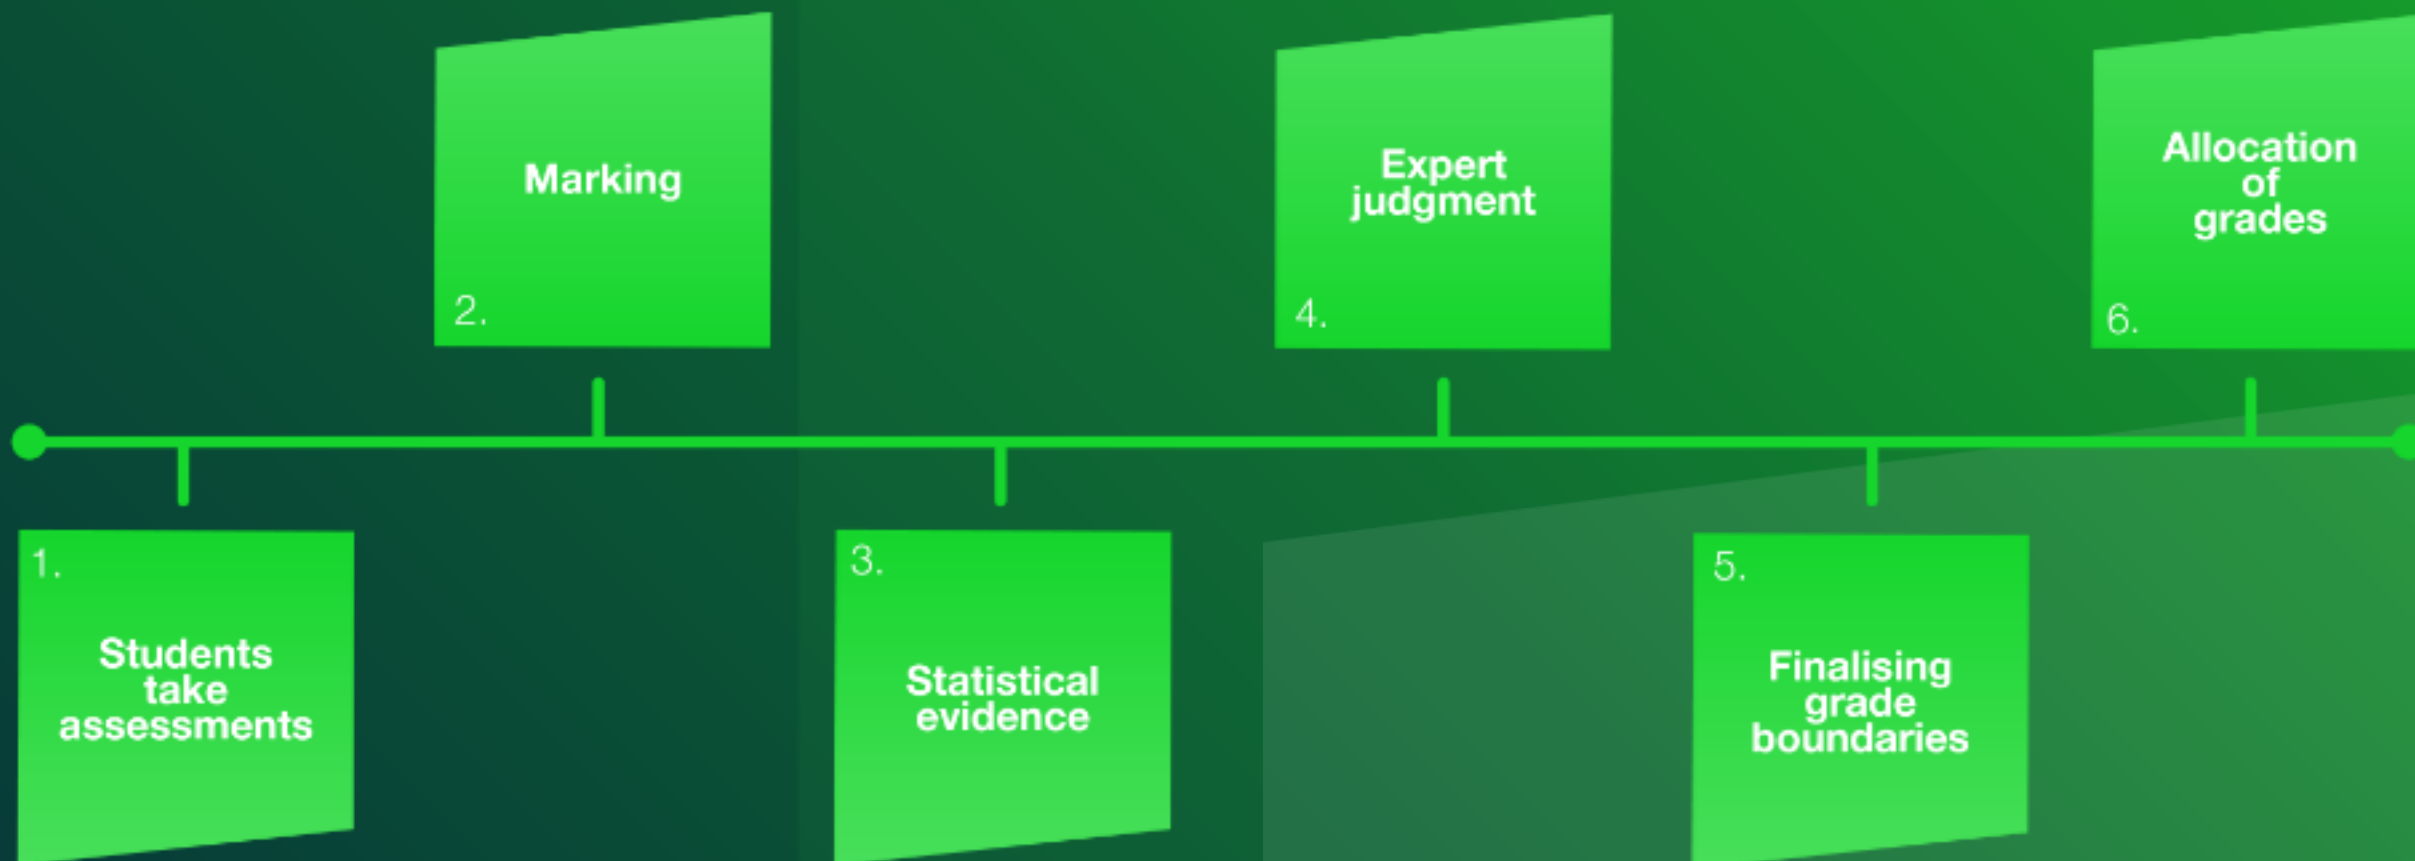 1.
Students
take
assessments
2.
Marking
3.
Statistical
evidence
4.
Expert
judgment
5.
Finalising
grade
boundaries
6.
Allocation
of
grades